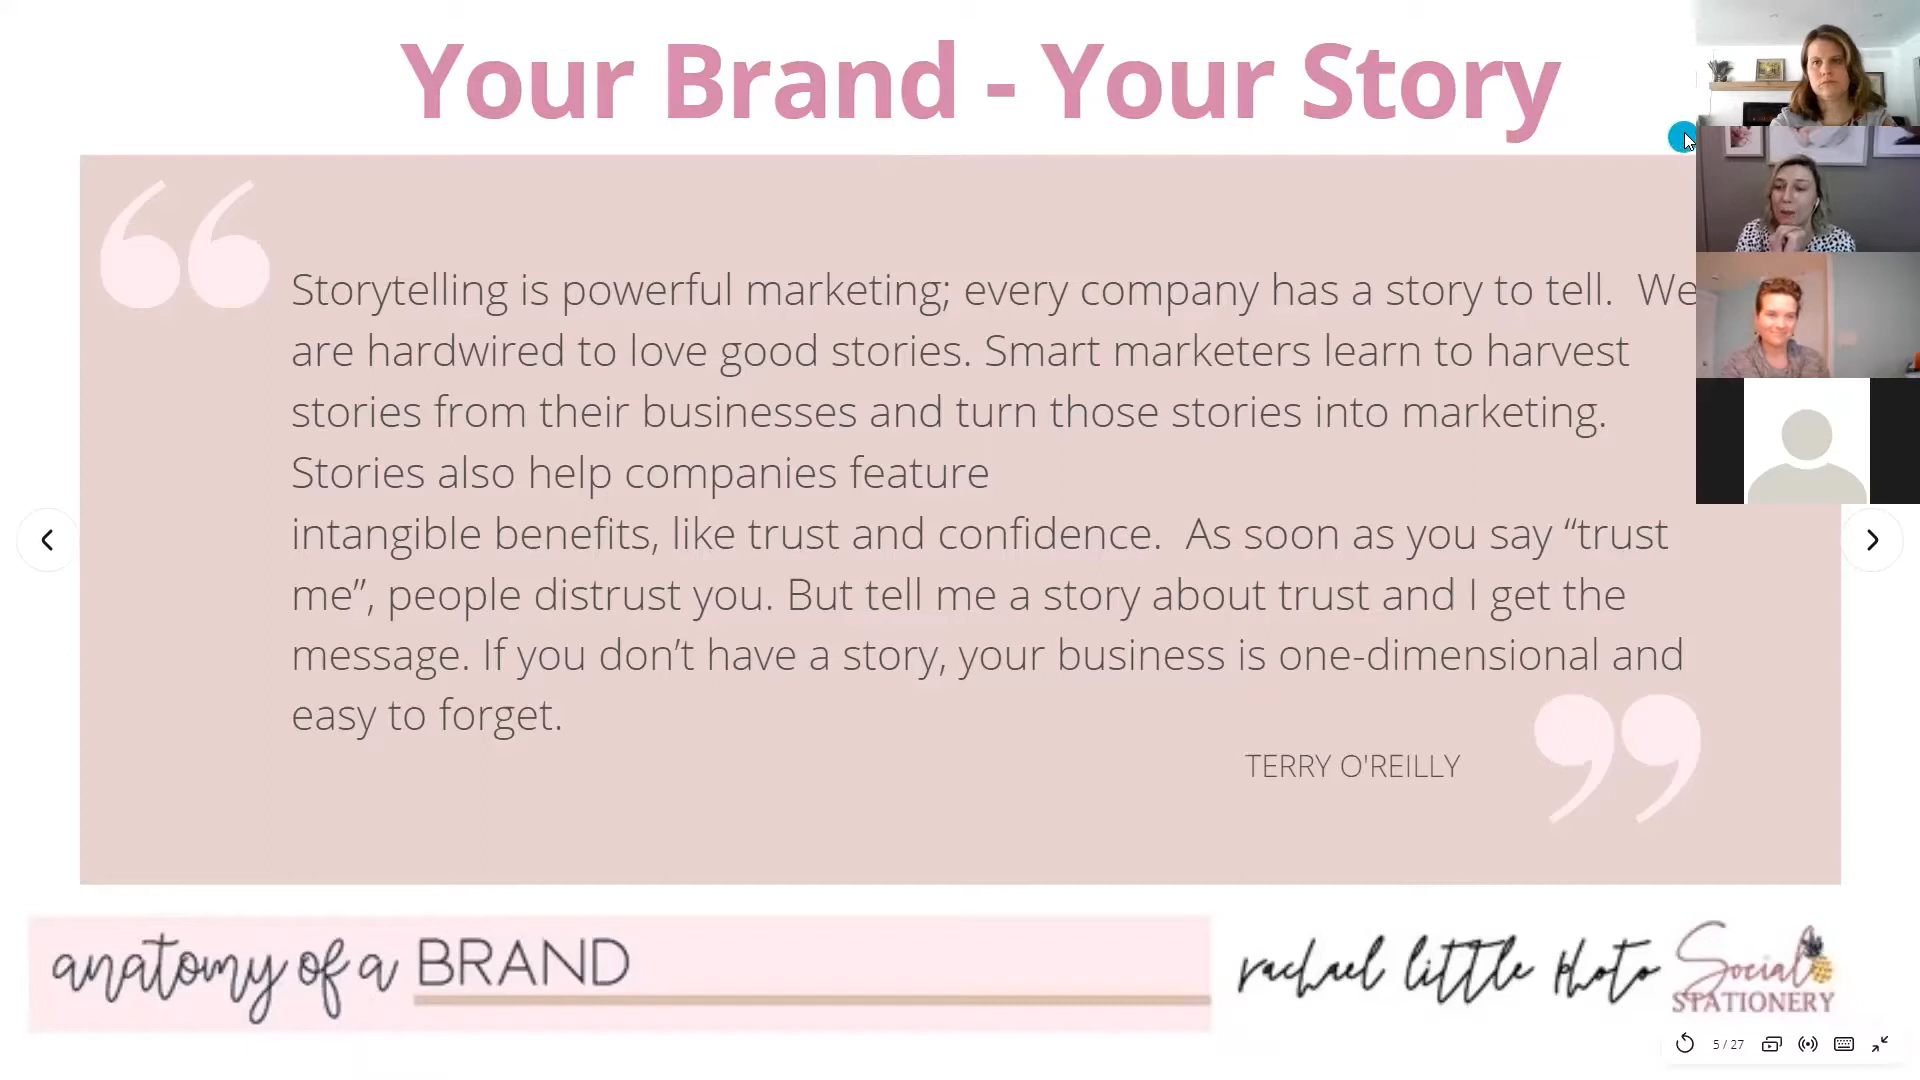 Your Brand - Your Story
Storytelling is powerful marketing; every company has a story to tell. We
are hardwired to love good stories. Smart marketers learn to harvest
stories from their businesses and turn those stories into marketing.
Stories also help companies feature
intangible benefits, like trust and confidence. As soon as you say “trust
me”, people distrust you. But tell me a story about trust and I get the
message. If you don’t have a story, your business is one-dimensional and
easy to forget.
TERRY O'REILLY
anatomy of a BRAND
rachael little photo
Social
STATIONERY
5 / 27